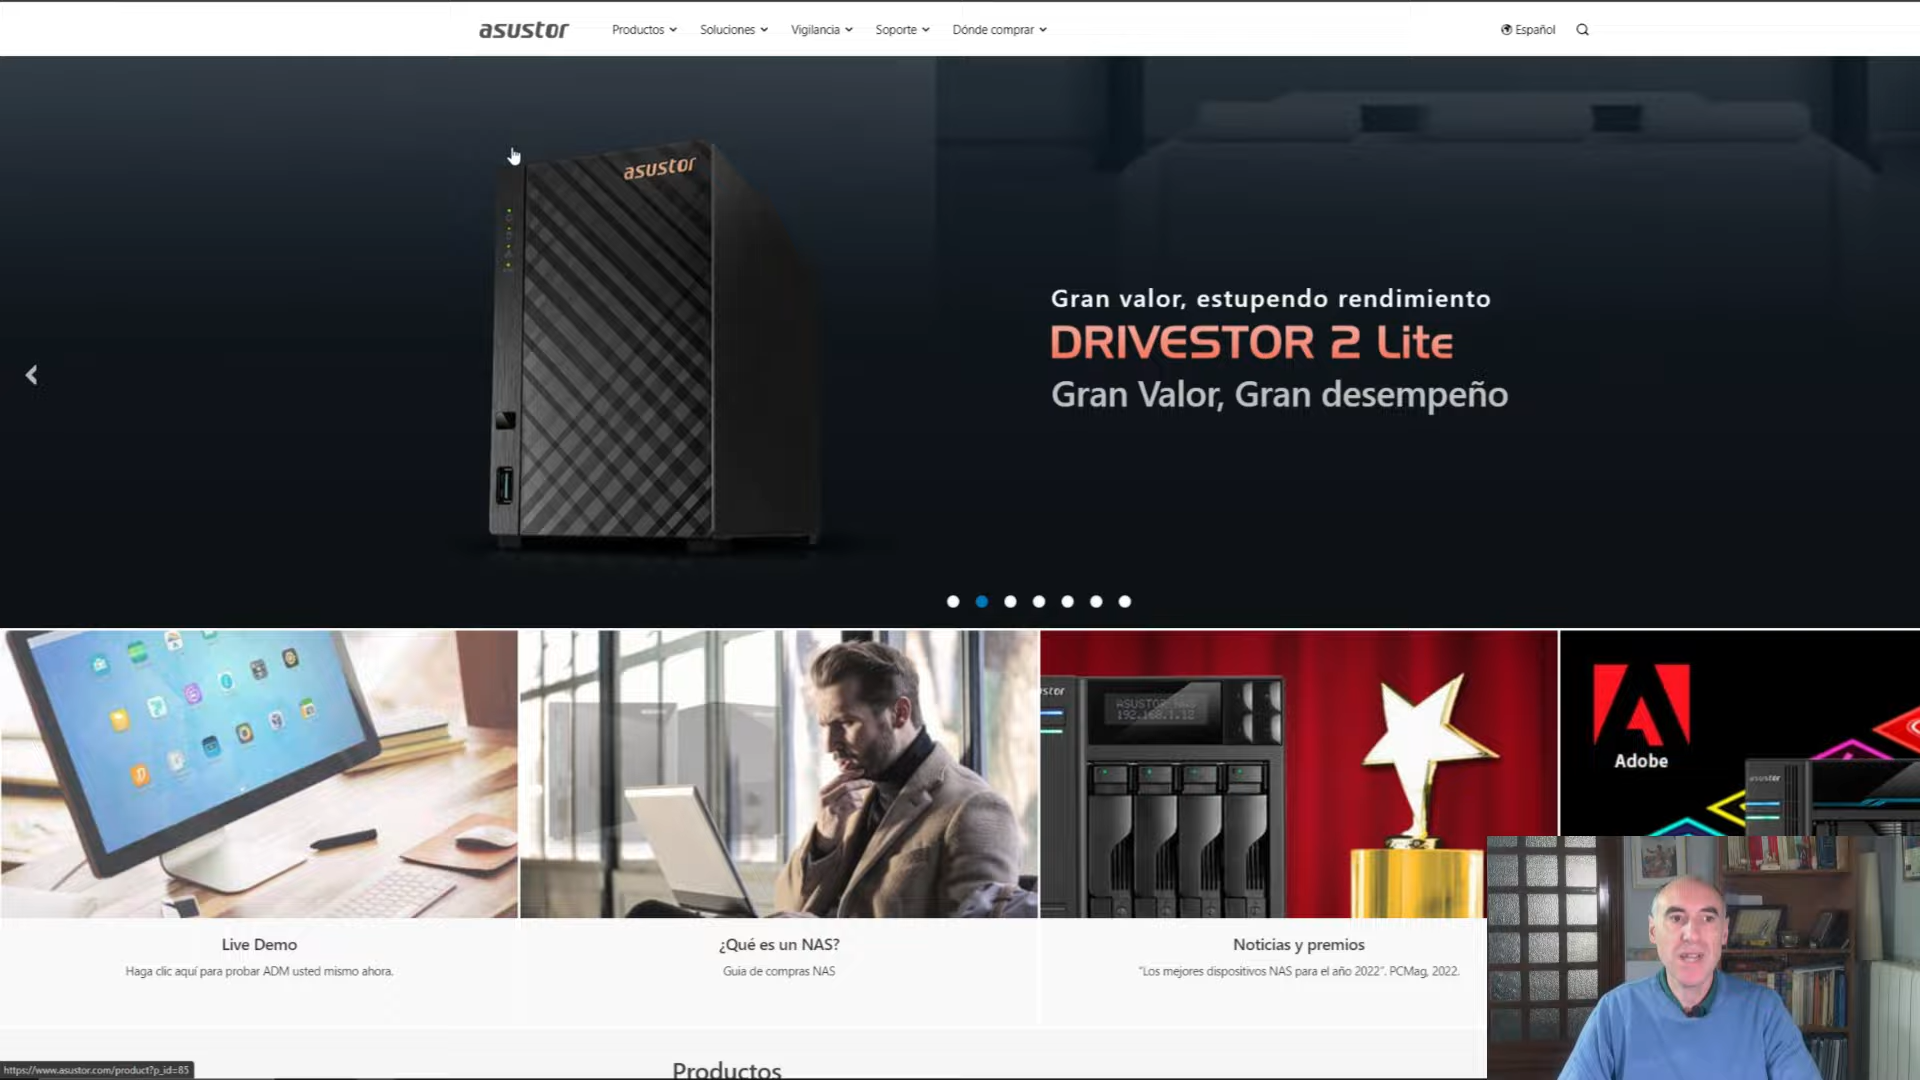 asustor
Productos
Soluciones
Vigilancia
Soporte
Dónde comprar
Español
asustor
Gran valor, estupendo rendimiento
DRIVESTOR 2 Lite
Gran Valor, Gran desempeño
ASUSTOR NAS
192.168.1.12
Adobe
asustor
Live Demo
Haga clic aquí para probar ADM usted mismo ahora.
¿Qué es un NAS?
Guia de compras NAS
Noticias y premios
"Los mejores dispositivos NAS para el año 2022". PCMag, 2022.
Productos
https://www.asustor.com/product?p_id=85